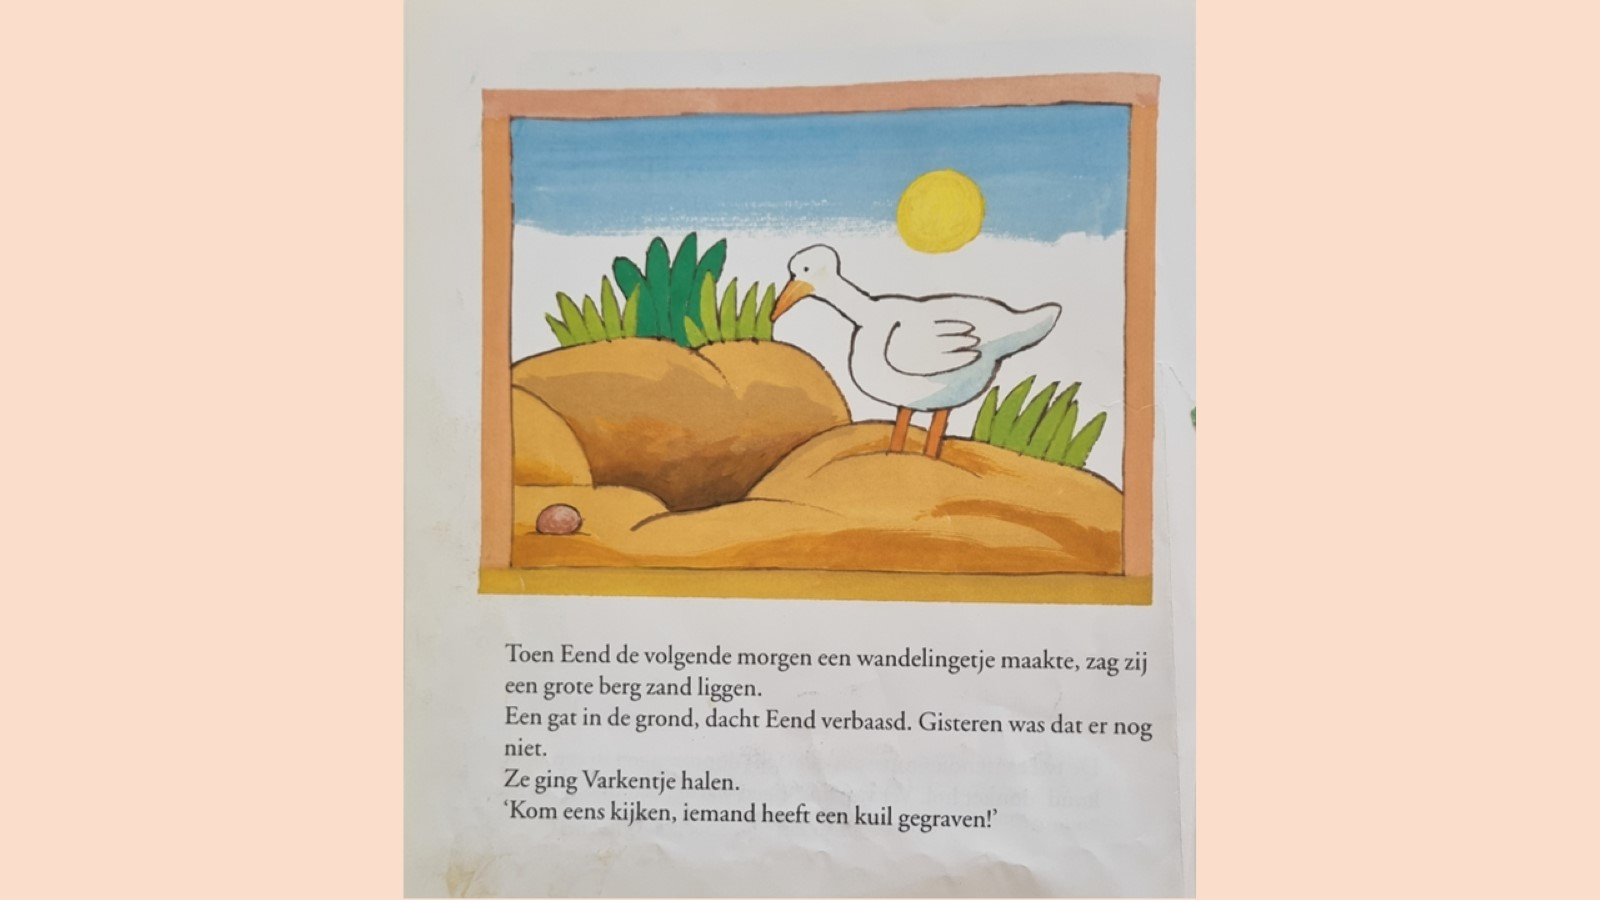 Toen Eend de volgende morgen een wandelingetje maakte, zag zij
een grote berg zand liggen.
Een gat in de grond, dacht Eend verbaasd. Gisteren was dat er nog
niet.
Ze ging Varkentje halen.
‘Kom eens kijken, iemand heeft een kuil gegraven!’